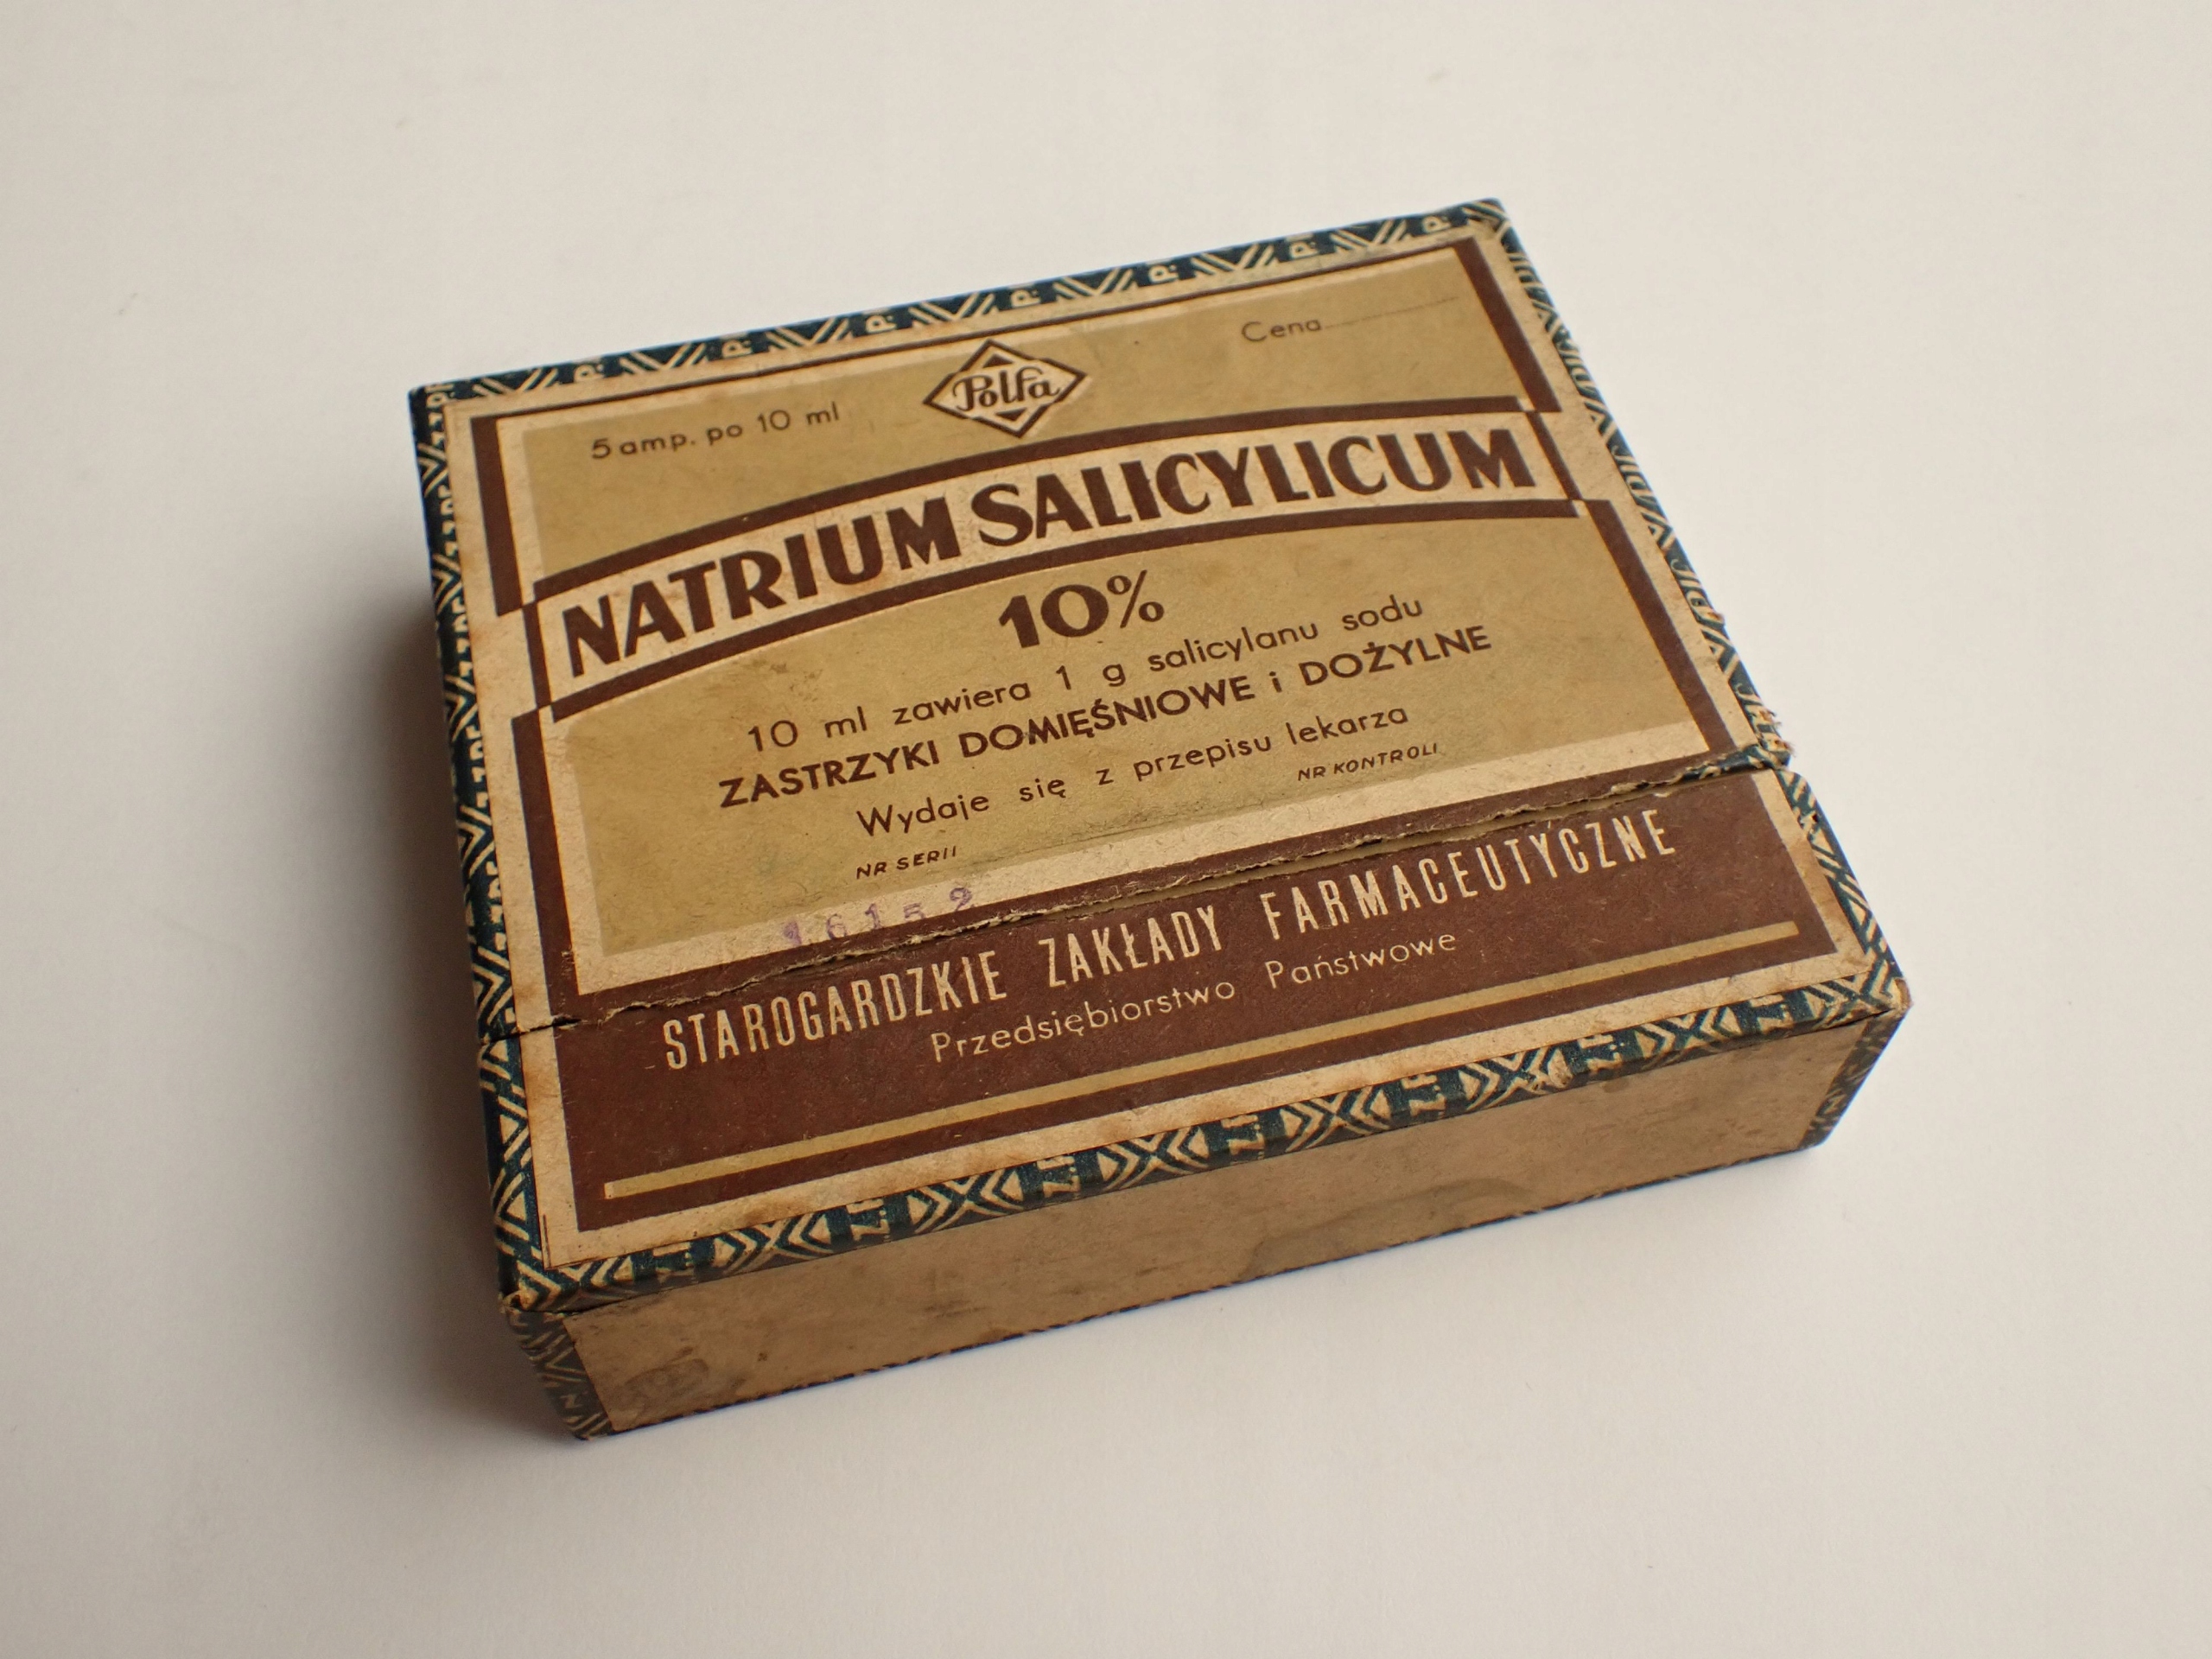 Cena
5 amp. po 10 ml
Polfa
NATRIUM SALICYLICUM
10%
10 ml zawiera 1 g salicylanu sodu
ZASTRZYKI DOMIĘŚNIOWE i DOŻYLNE
Wydaje się z przepisu lekarza
NR SERII
NR KONTROLI
16152
STAROGARDZKIE ZAKŁADY FARMACEUTYCZNE
Przedsiębiorstwo Państwowe